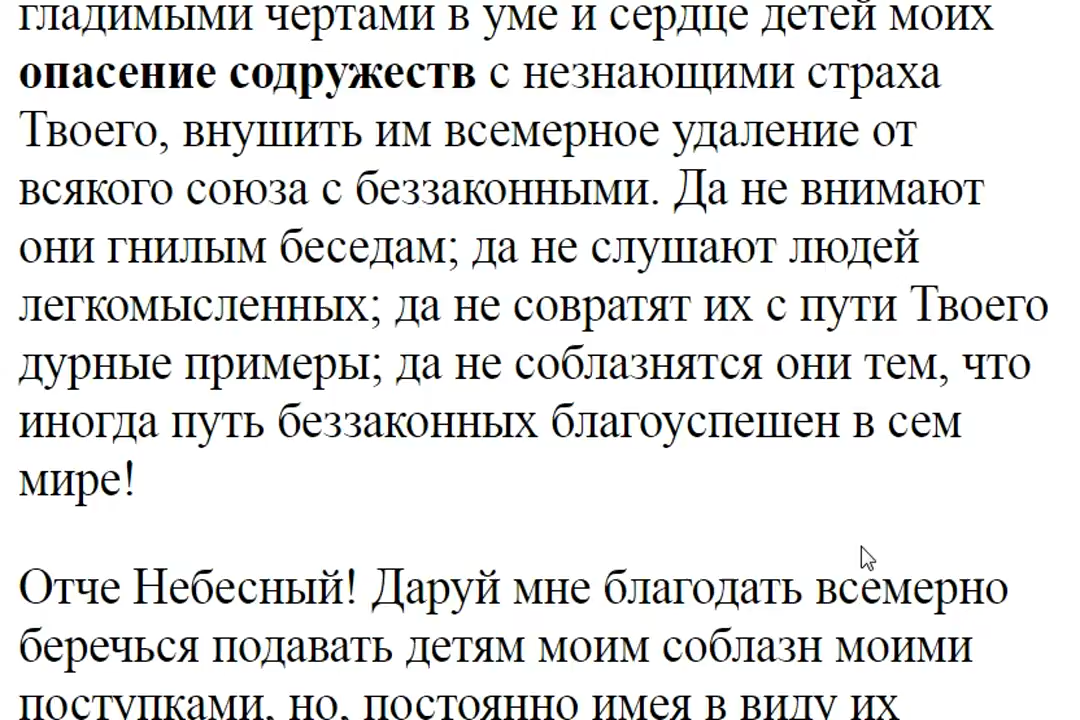 гладимыми чертами в уме и сердце детей моих
опасение содружеств с незнающими страха
Твоего, внушить им всемерное удаление от
всякого союза с беззаконными. Да не внимают
они гнилым беседам; да не слушают людей
легкомысленных; да не совратят их с пути Твоего
дурные примеры; да не соблазнятся они тем, что
иногда путь беззаконных благоуспешен в сем
мире!
Отче Небесный! Даруй мне благодать всемерно
беречься подавать детям моим соблазн моими
поступками, но, постоянно имея в виду их